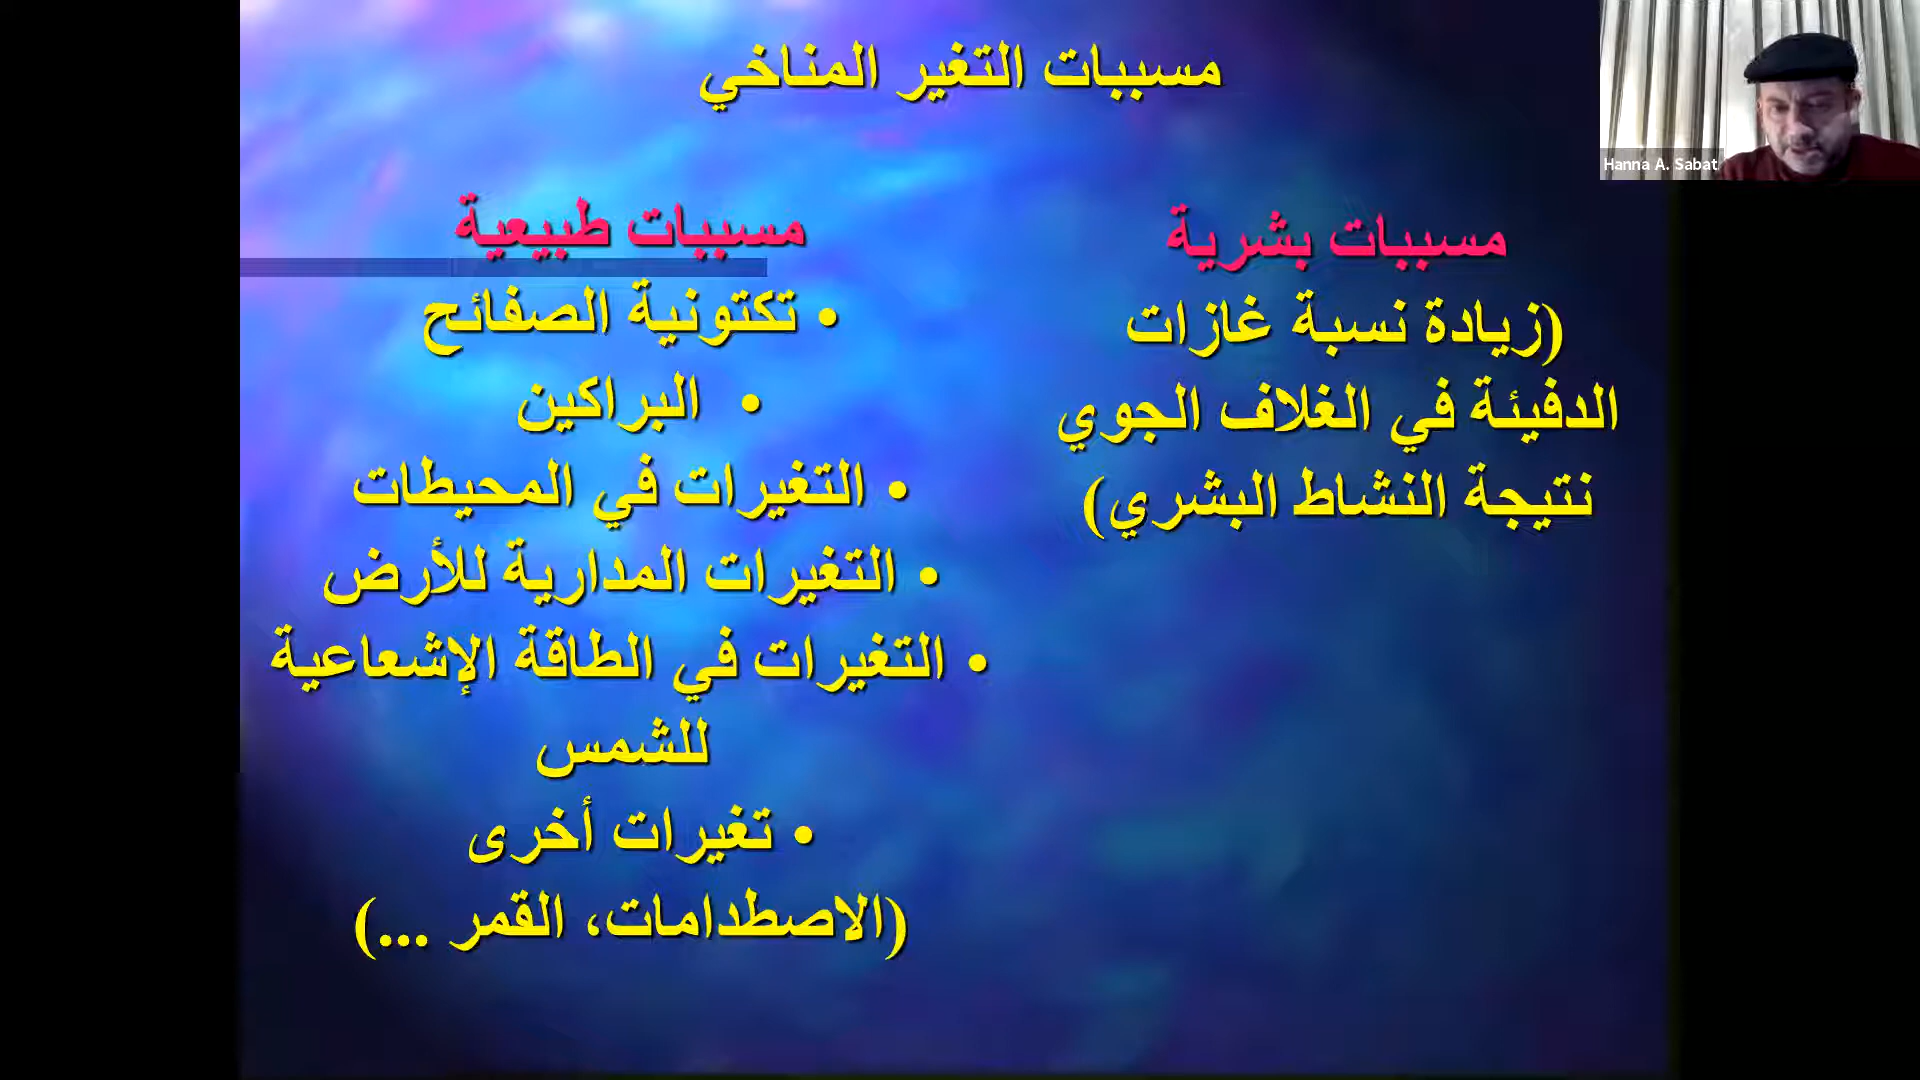 مسببات التغير المناخي
Hanna A. Sabat
مسببات بشرية
(زيادة نسبة غازات
الدفيئة في الغلاف الجوي
نتيجة النشاط البشري)
مسببات طبيعية
• تكتونية الصفائح
• البراكين
• التغيرات في المحيطات
• التغيرات المدارية للأرض
• التغيرات في الطاقة الإشعاعية
للشمس
• تغيرات أخرى
(الاصطدامات، القمر ...)